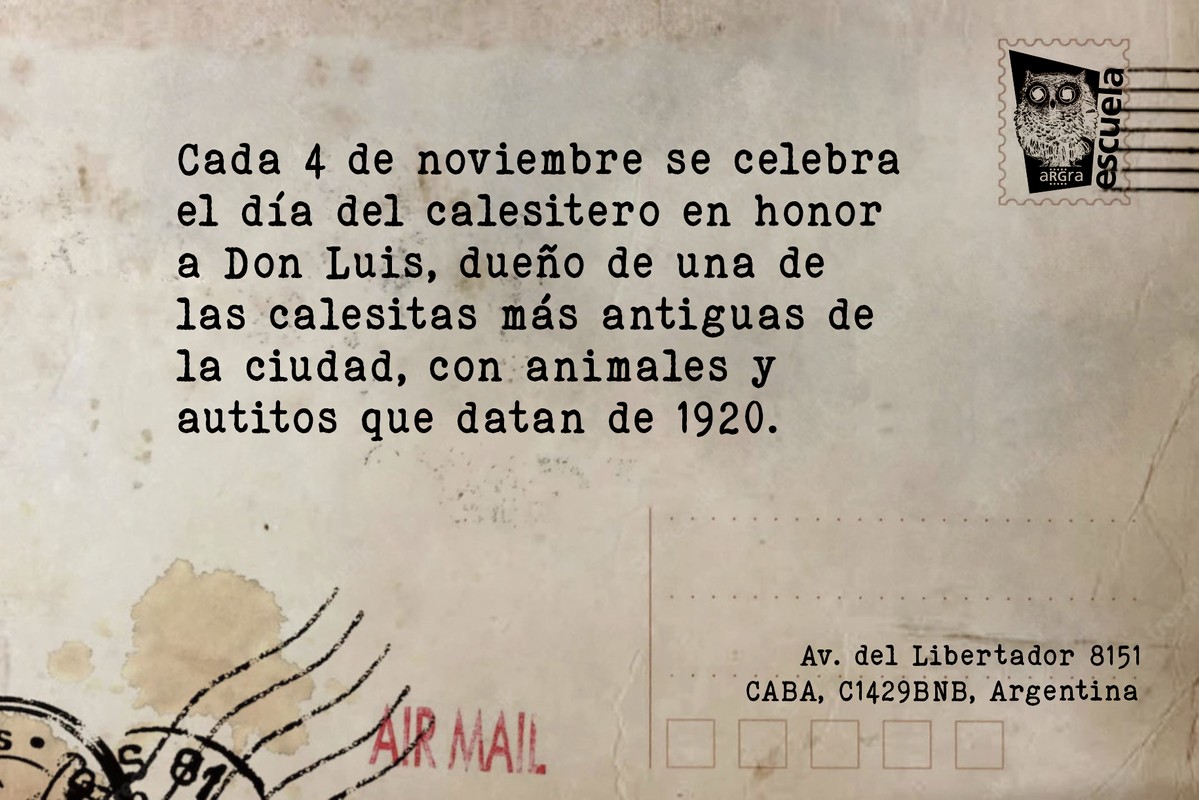 Cada 4 de noviembre se celebra
el día del calesitero en honor
a Don Luis, dueño de una de
las calesitas más antiguas de
la ciudad, con animales y
autitos que datan de 1920.
aRGra
escuela
Av. del Libertador 8151
CABA, C1429BNB, Argentina
AIR MAIL
S 81